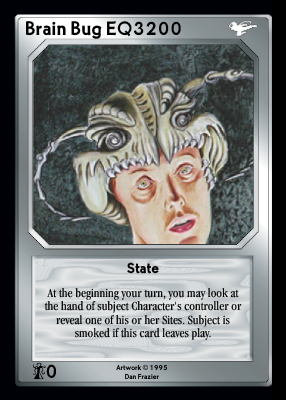 Brain Bug EQ3200
State
At the beginning your turn, you may look at
the hand of subject Character's controller or
reveal one of his or her Sites. Subject is
smoked if this card leaves play.
0
Artwork © 1995
Dan Frazier